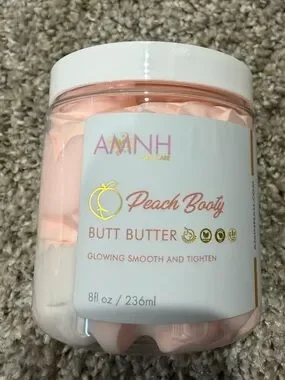 AMNH
Peach Booty
BUTT BUTTER
GLOWING SMOOTH AND TIGHTEN
8fl oz / 236ml